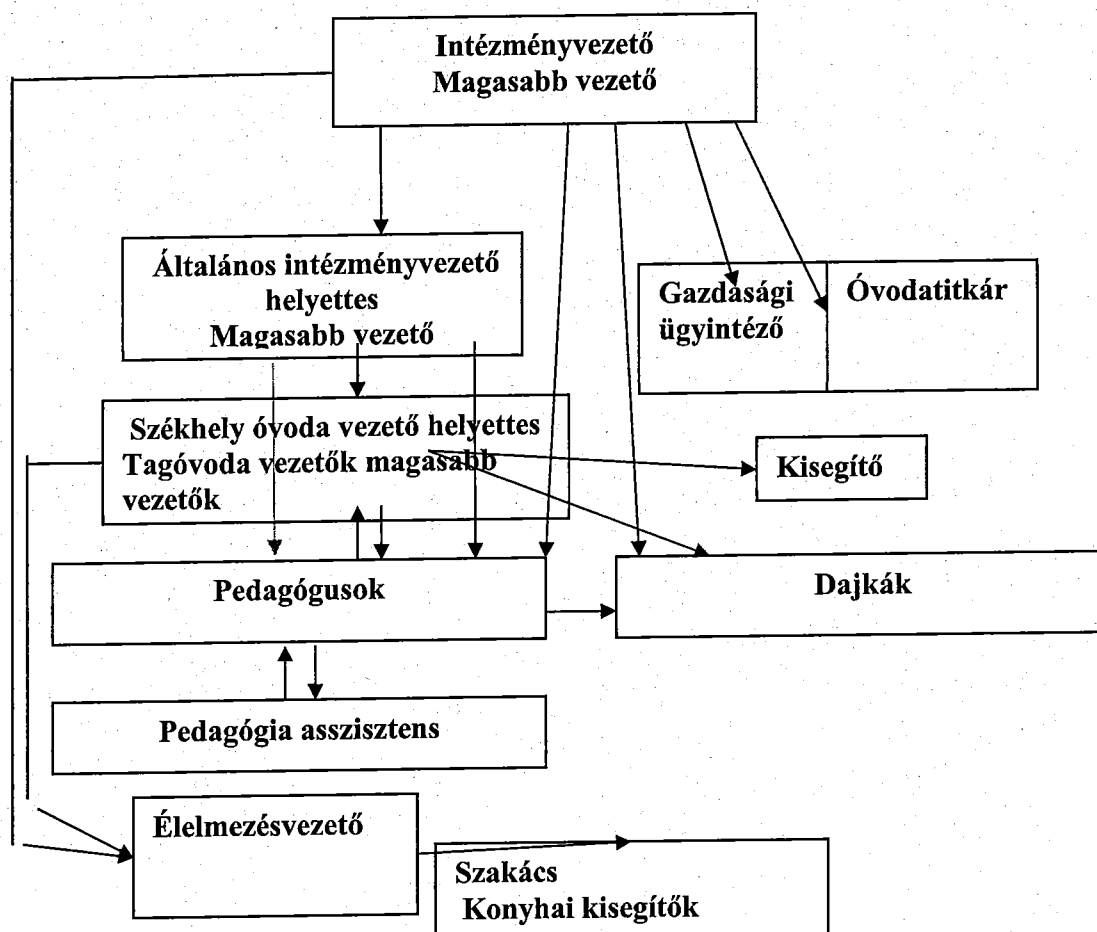 Intézményvezető
Magasabb vezető
Általános intézményvezető
helyettes
Magasabb vezető
Gazdasági
ügyintéző
Óvodatitkár
Székhely óvoda vezető helyettes
Tagóvoda vezetők magasabb
vezetők
Kisegítő
Pedagógusok
Dajkák
Pedagógia asszisztens
Élelmezésvezető
Szakács
Konyhai kisegítők